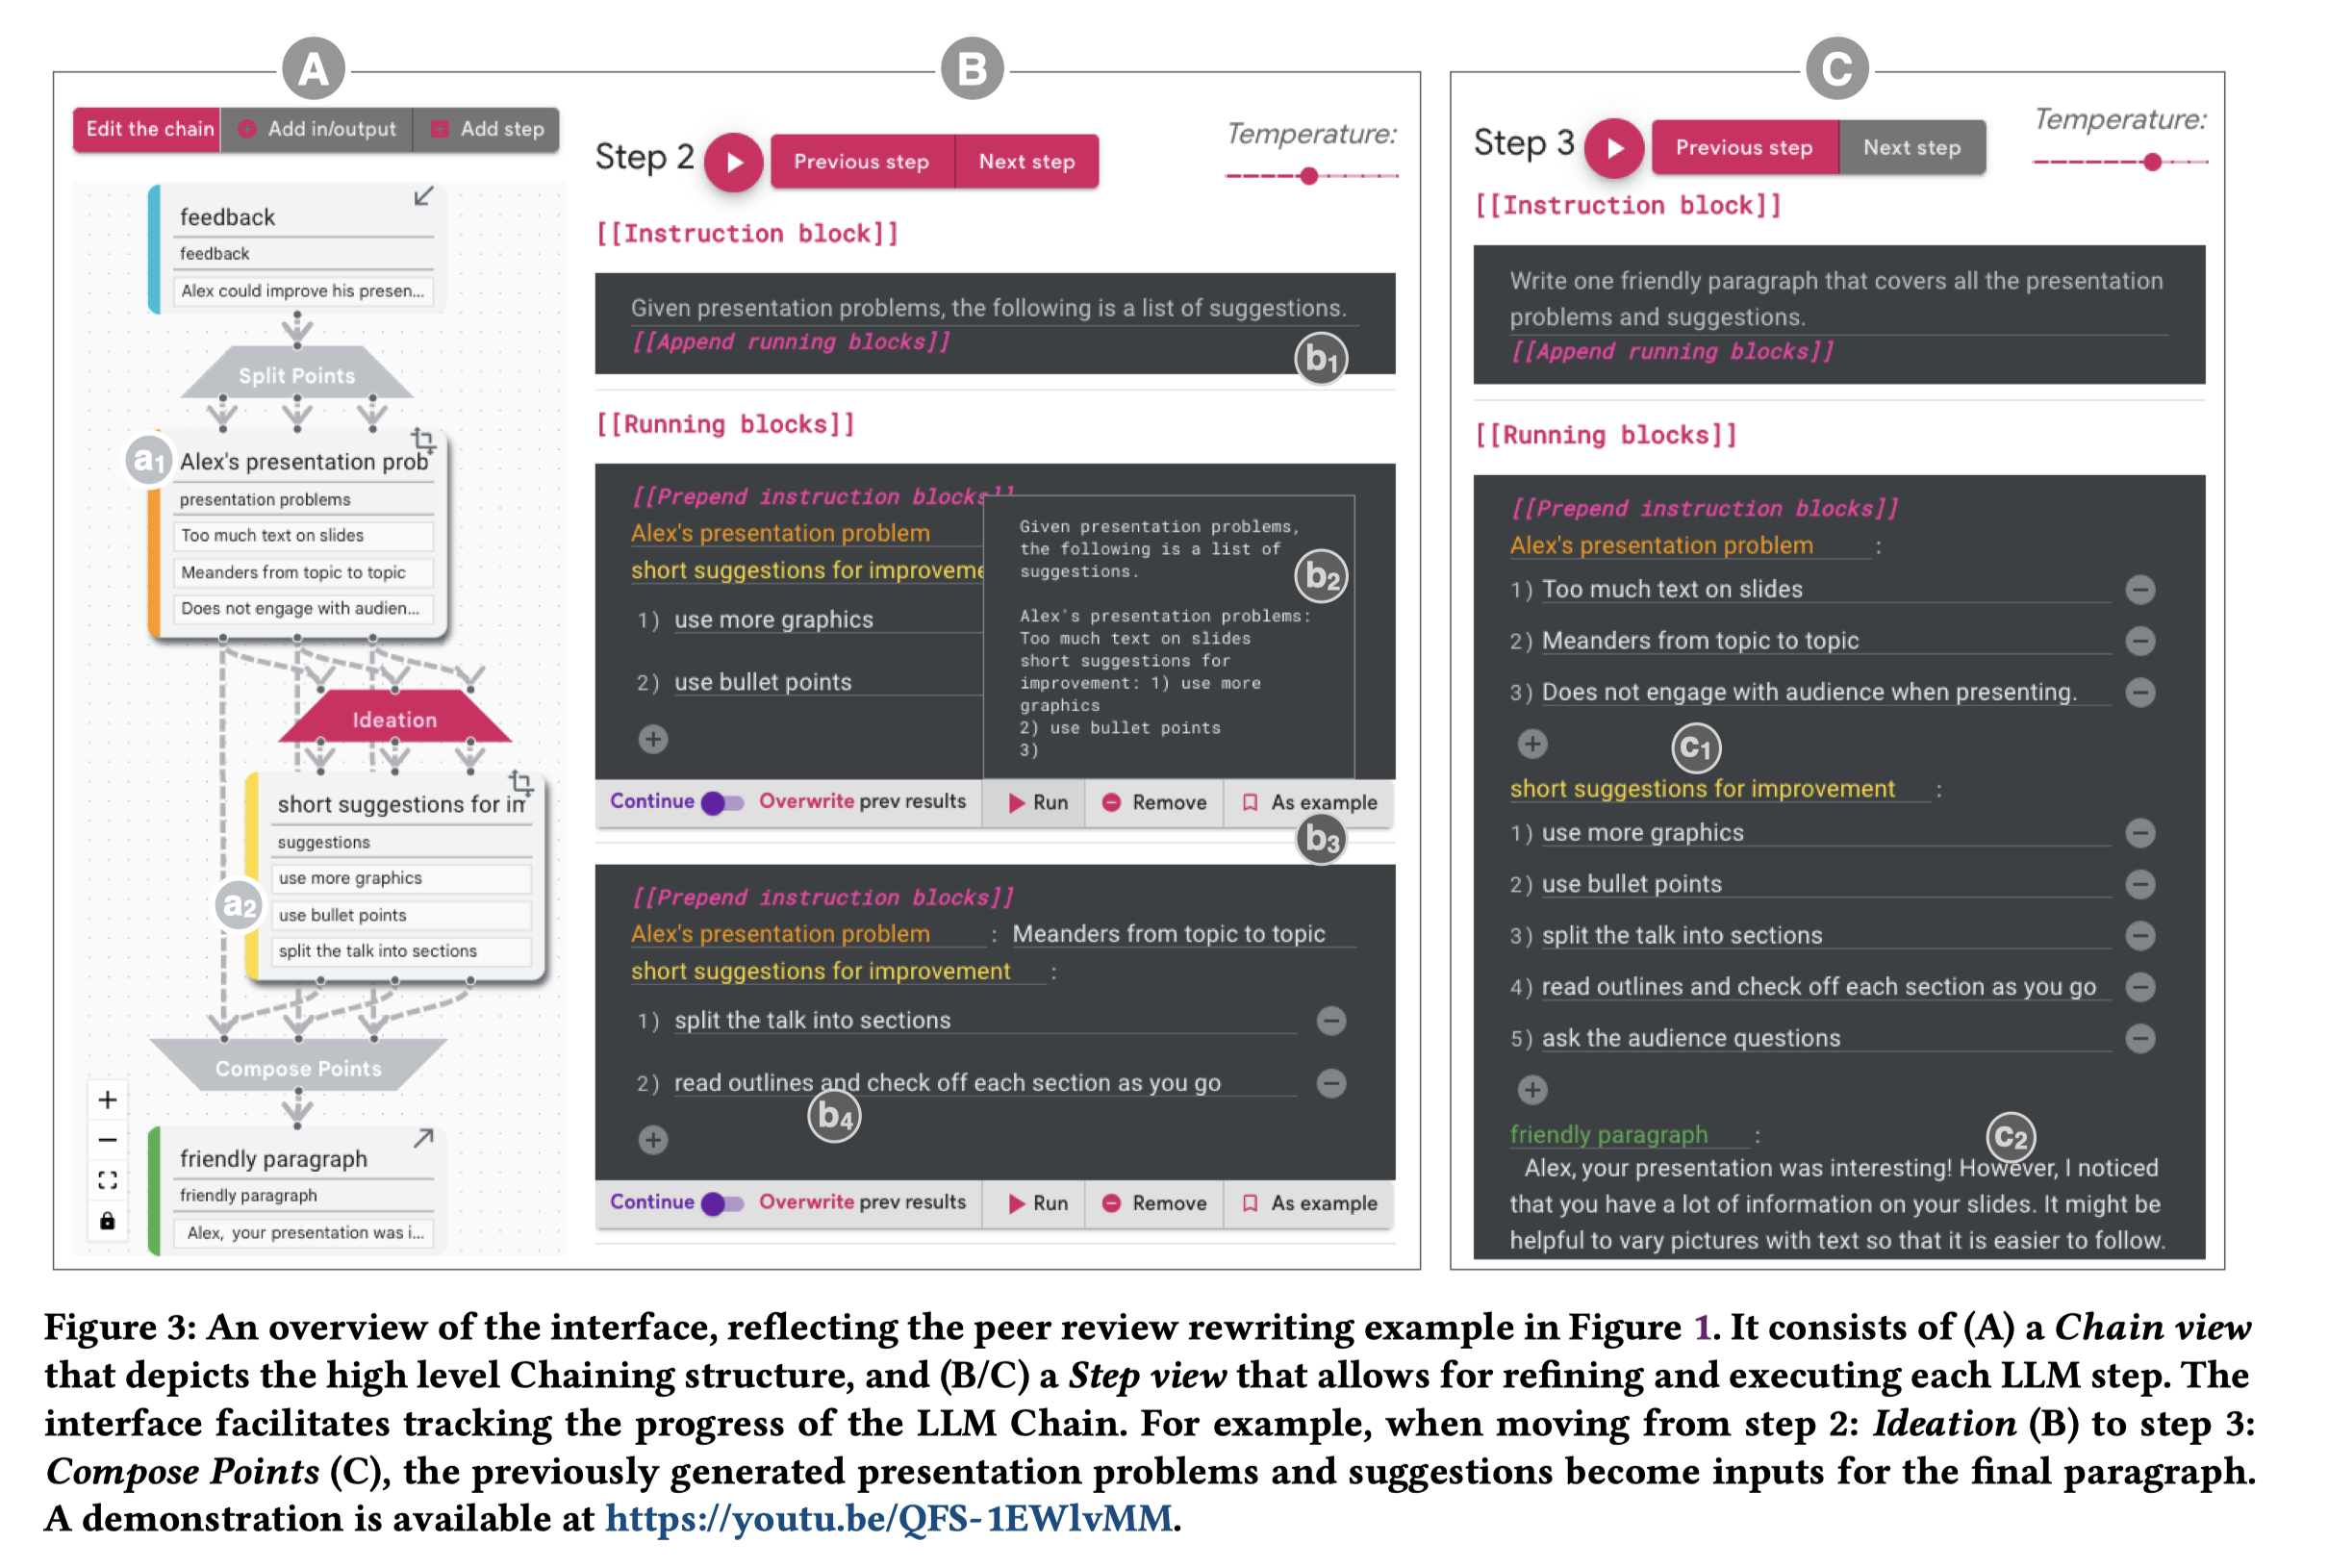 A
Edit the chain
Add in/output
Add step
feedback
feedback
Alex could improve his presen...
Split Points
a1
Alex's presentation prob
presentation problems
Too much text on slides
Meanders from topic to topic
Does not engage with audien...
Ideation
short suggestions for im
suggestions
a2
use more graphics
use bullet points
split the talk into sections
Compose Points
friendly paragraph
friendly paragraph
Alex, your presentation was i...
B
Step 2
Previous step
Next step
Temperature:
[[Instruction block]]
Given presentation problems, the following is a list of suggestions.
[[Append running blocks]]
b1
[[Running blocks]]
[[Prepend instruction blocks]]
Alex's presentation problem
short suggestions for improveme
1) use more graphics
2) use bullet points
Given presentation problems,
the following is a list of
suggestions.
b2
Alex's presentation problems:
Too much text on slides
short suggestions for
improvement: 1) use more
graphics
2) use bullet points
3)
Continue Overwrite prev results Run Remove As example
b3
[[Prepend instruction blocks]]
Alex's presentation problem : Meanders from topic to topic
short suggestions for improvement :
1) split the talk into sections
2) read outlines and check off each section as you go
b4
Continue Overwrite prev results Run Remove As example
C
Step 3
Previous step
Next step
Temperature:
[[Instruction block]]
Write one friendly paragraph that covers all the presentation
problems and suggestions.
[[Append running blocks]]
[[Running blocks]]
[[Prepend instruction blocks]]
Alex's presentation problem :
1) Too much text on slides
2) Meanders from topic to topic
3) Does not engage with audience when presenting.
c1
short suggestions for improvement :
1) use more graphics
2) use bullet points
3) split the talk into sections
4) read outlines and check off each section as you go
5) ask the audience questions
friendly paragraph :
c2
Alex, your presentation was interesting! However, I noticed
that you have a lot of information on your slides. It might be
helpful to vary pictures with text so that it is easier to follow.
Figure 3: An overview of the interface, reflecting the peer review rewriting example in Figure 1. It consists of (A) a Chain view
that depicts the high level Chaining structure, and (B/C) a Step view that allows for refining and executing each LLM step. The
interface facilitates tracking the progress of the LLM Chain. For example, when moving from step 2: Ideation (B) to step 3:
Compose Points (C), the previously generated presentation problems and suggestions become inputs for the final paragraph.
A demonstration is available at https://youtu.be/QFS-1EWlvMM.